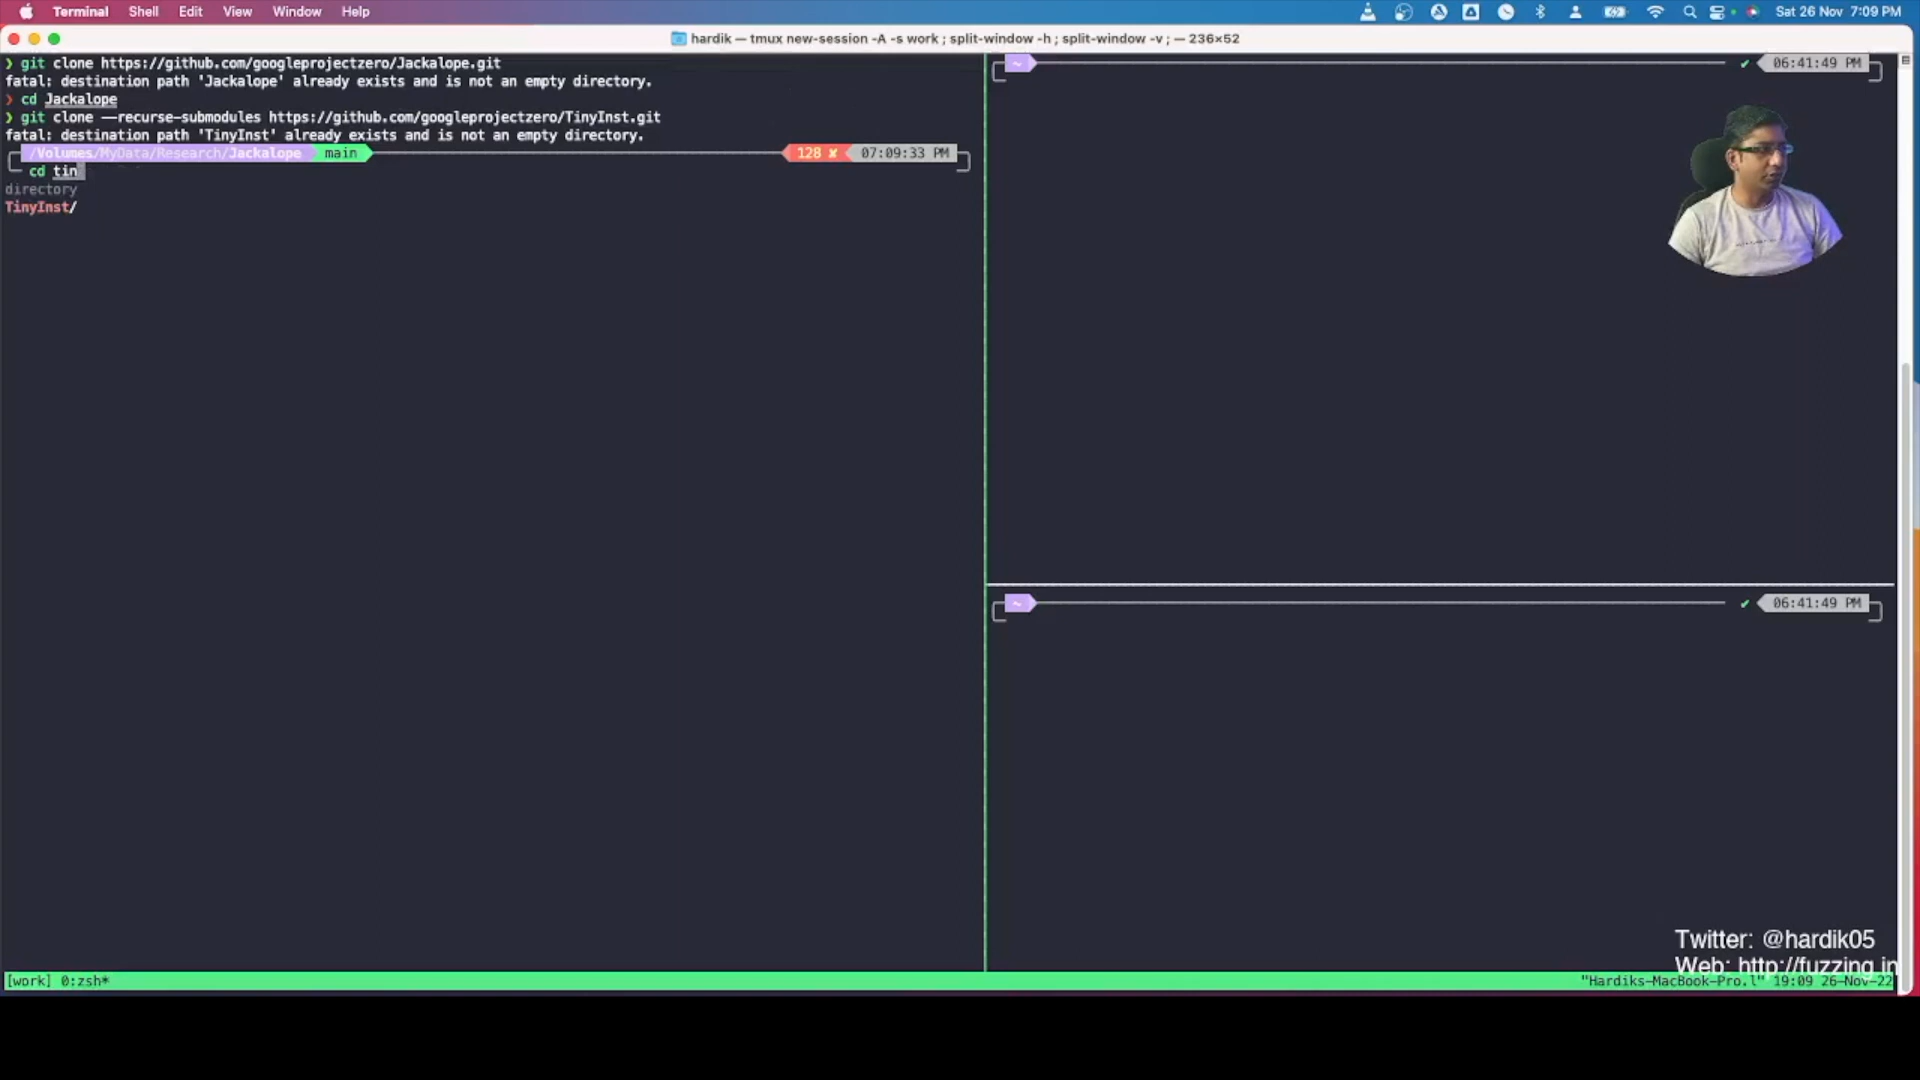 Terminal Shell Edit View Window Help Sat 26 Nov 7:09 PM
hardik — tmux new-session -A -s work ; split-window -h ; split-window -v ; — 236×52
❯ git clone https://github.com/googleprojectzero/Jackalope.git
fatal: destination path 'Jackalope' already exists and is not an empty directory.
❯ cd Jackalope
❯ git clone --recurse-submodules https://github.com/googleprojectzero/TinyInst.git
fatal: destination path 'TinyInst' already exists and is not an empty directory.
/Volumes/MyData/Research/Jackalope main 128 ✘ 07:09:33 PM
cd tin
directory
TinyInst/
~ ✔ 06:41:49 PM
~ ✔ 06:41:49 PM
Twitter: @hardik05
Web: http://fuzzing.in
[work] 0:zsh* "Hardiks-MacBook-Pro.l" 19:09 26-Nov-22